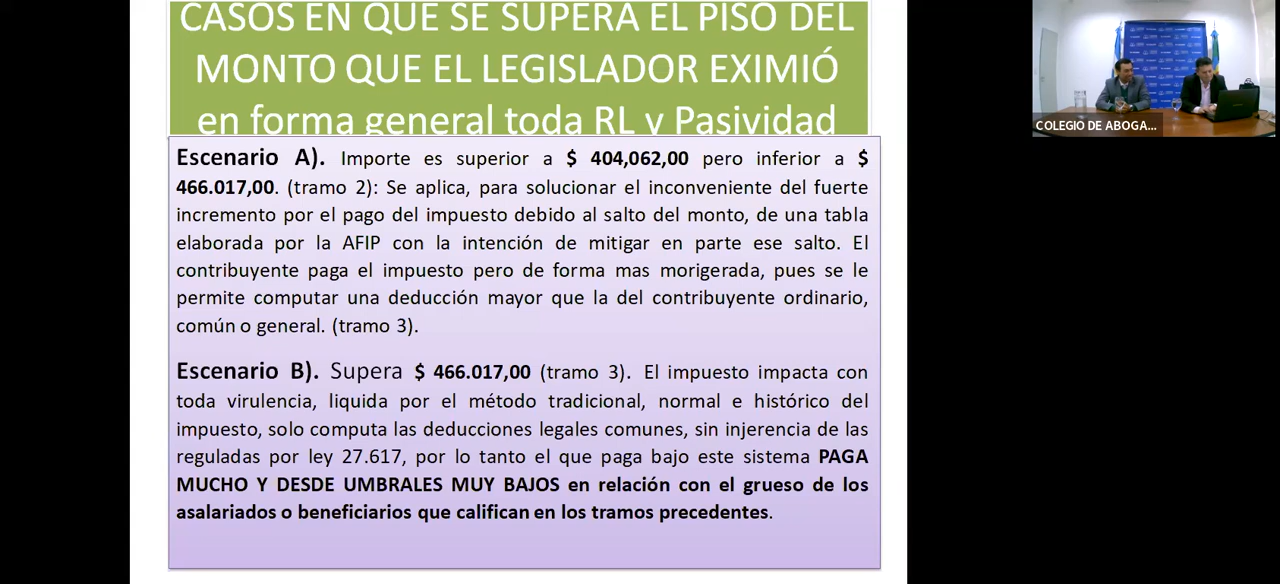 CASOS EN QUE SE SUPERA EL PISO DEL
MONTO QUE EL LEGISLADOR EXIMIÓ
en forma general toda RL y Pasividad
Escenario A). Importe es superior a $ 404,062,00 pero inferior a $
466.017,00. (tramo 2): Se aplica, para solucionar el inconveniente del fuerte
incremento por el pago del impuesto debido al salto del monto, de una tabla
elaborada por la AFIP con la intención de mitigar en parte ese salto. El
contribuyente paga el impuesto pero de forma mas morigerada, pues se le
permite computar una deducción mayor que la del contribuyente ordinario,
común o general. (tramo 3).
Escenario B). Supera $ 466.017,00 (tramo 3). El impuesto impacta con
toda virulencia, liquida por el método tradicional, normal e histórico del
impuesto, solo computa las deducciones legales comunes, sin injerencia de las
reguladas por ley 27.617, por lo tanto el que paga bajo este sistema PAGA
MUCHO Y DESDE UMBRALES MUY BAJOS en relación con el grueso de los
asalariados o beneficiarios que califican en los tramos precedentes.
COLEGIO DE ABOGA...